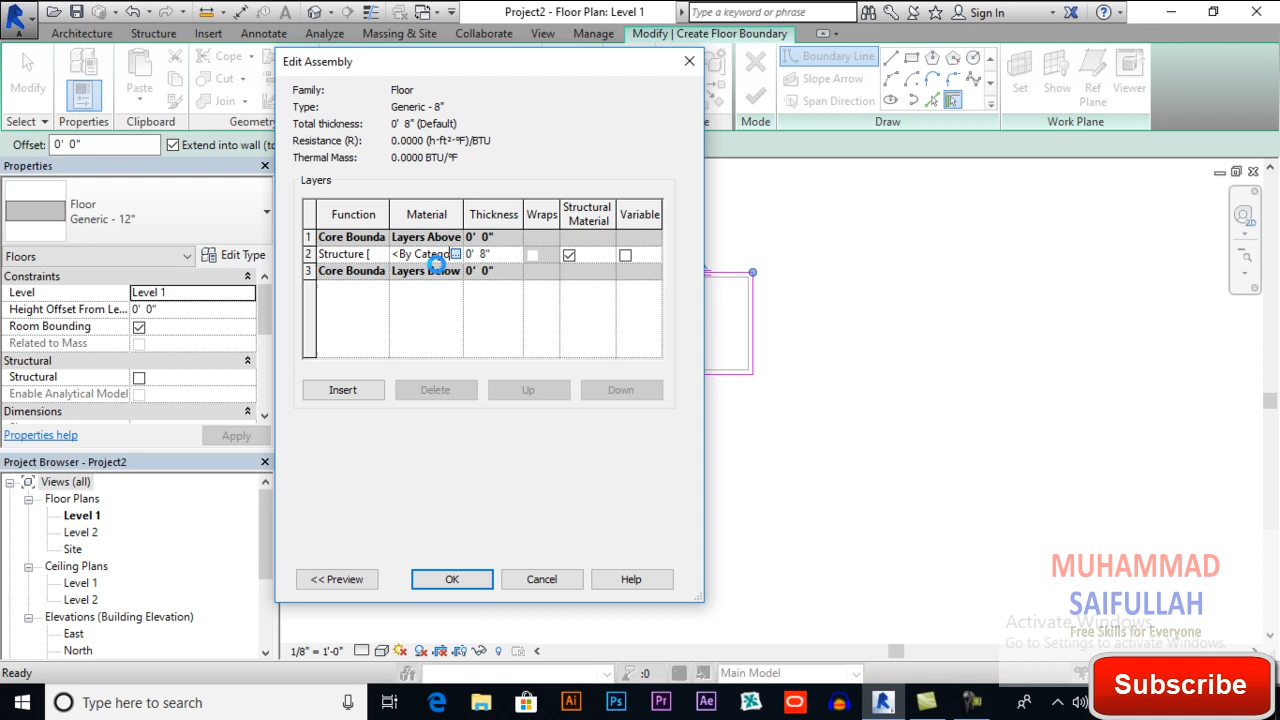 Project2 - Floor Plan: Level 1
Type a keyword or phrase
Sign In
Architecture Structure Insert Annotate Analyze Massing & Site Collaborate View Manage Modify | Create Floor Boundary
Modify
Paste
Cope
Cut
Join
Boundary Line
Slope Arrow
Span Direction
Set
Show
Ref Plane
Viewer
Select
Properties
Clipboard
Geometr
Mode
Draw
Work Plane
Offset: 0' 0"
Extend into wall (to
Properties
Floor
Generic - 12"
Floors
Edit Type
Constraints
Level Level 1
Height Offset From Le... 0' 0"
Room Bounding
Related to Mass
Structural
Structural
Enable Analytical Model
Dimensions
Properties help
Apply
Project Browser - Project2
Views (all)
Floor Plans
Level 1
Level 2
Site
Ceiling Plans
Level 1
Level 2
Elevations (Building Elevation)
East
North
Edit Assembly
Family: Floor
Type: Generic - 8"
Total thickness: 0' 8" (Default)
Resistance (R): 0.0000 (h·ft²·°F)/BTU
Thermal Mass: 0.0000 BTU/°F
Layers
Function Material Thickness Wraps Structural Material Variable
1 Core Bounda Layers Above 0' 0"
2 Structure [ <By Categ 0' 8"
3 Core Bounda Layers Below 0' 0"
Insert Delete Up Down
<< Preview OK Cancel Help
2D
MUHAMMAD
SAIFULLAH
Free Skills for Everyone
Activate Windows
Go to Settings to activate Windows.
1/8" = 1'-0"
Ready
:0
Main Model
Type here to search
Subscribe